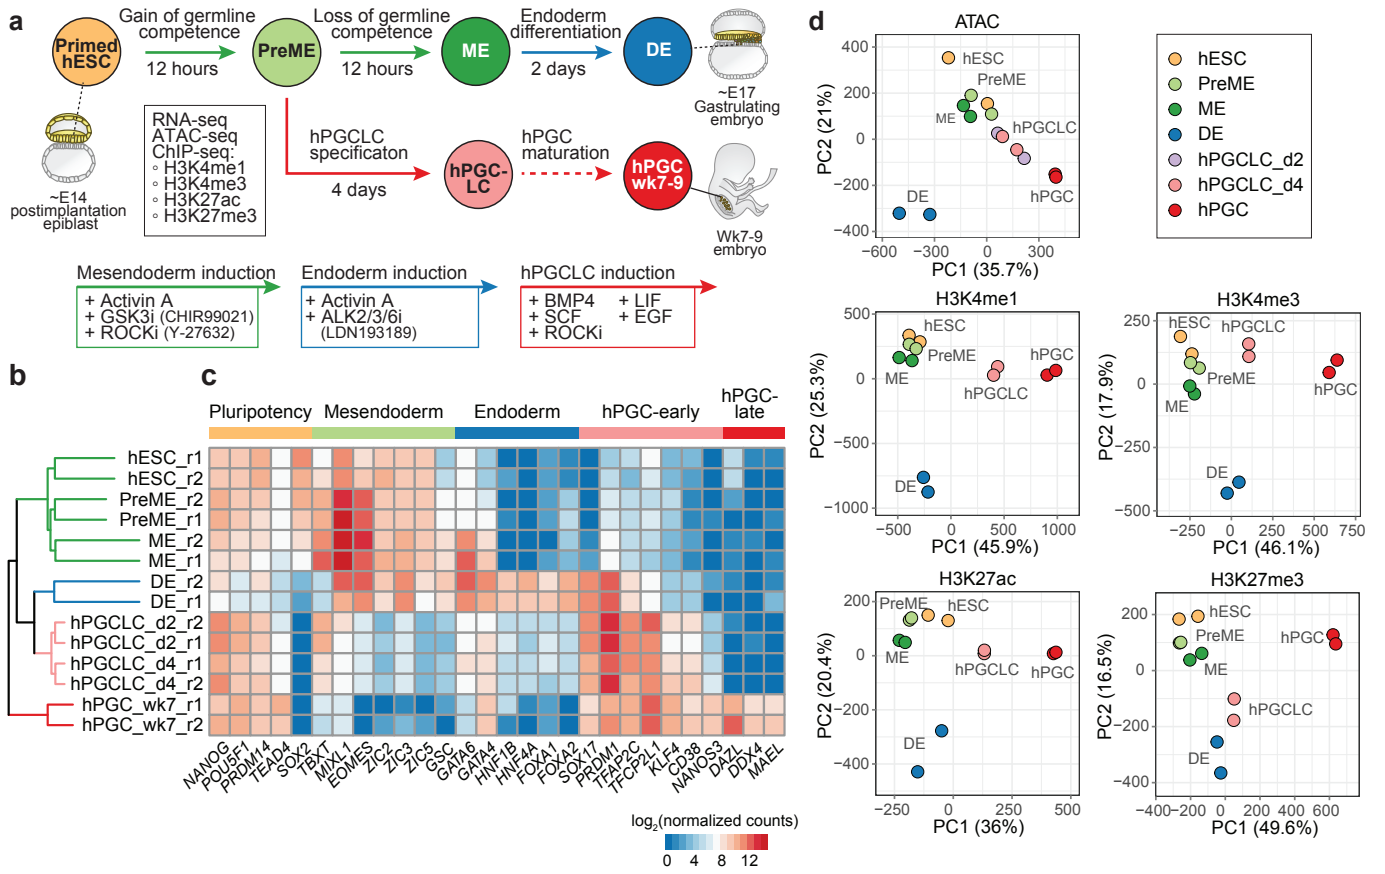 a
Gain of germline
competence
12 hours
Loss of germline
competence
12 hours
Endoderm
differentiation
2 days
Primed
hESC
PreME
ME
DE
~E17
Gastrulating
embryo
~E14
postimplantation
epiblast
RNA-seq
ATAC-seq
ChIP-seq:
◦ H3K4me1
◦ H3K4me3
◦ H3K27ac
◦ H3K27me3
hPGCLC
specificaton
4 days
hPGC-
LC
hPGC
maturation
hPGC
wk7-9
Wk7-9
embryo
Mesendoderm induction
+ Activin A
+ GSK3i (CHIR99021)
+ ROCKi (Y-27632)
Endoderm induction
+ Activin A
+ ALK2/3/6i
(LDN193189)
hPGCLC induction
+ BMP4 + LIF
+ SCF + EGF
+ ROCKi
b
hESC_r1
hESC_r2
PreME_r2
PreME_r1
ME_r2
ME_r1
DE_r2
DE_r1
hPGCLC_d2_r2
hPGCLC_d2_r1
hPGCLC_d4_r1
hPGCLC_d4_r2
hPGC_wk7_r1
hPGC_wk7_r2
c
Pluripotency
Mesendoderm
Endoderm
hPGC-early
hPGC-
late
NANOG
POU5F1
PRDM14
TEAD4
SOX2
TBXT
MIXL1
EOMES
ZIC2
ZIC3
ZIC5
GSC
GATA6
GATA4
HNF1B
HNF4A
FOXA1
FOXA2
SOX17
PRDM1
TFAP2C
TFCP2L1
KLF4
CD38
NANOS3
DAZL
DDX4
MAEL
log2(normalized counts)
0 4 8 12
d
ATAC
PC2 (21%)
400
200
0
−200
−400
hESC
PreME
ME
hPGCLC
hPGC
DE
−600 −300 0 300
PC1 (35.7%)
hESC
PreME
ME
DE
hPGCLC_d2
hPGCLC_d4
hPGC
H3K4me1
PC2 (25.3%)
500
0
−500
−1000
hESC
PreME
ME
hPGCLC
hPGC
DE
−500 0 500 1000
PC1 (45.9%)
H3K4me3
PC2 (17.9%)
250
0
−250
−500
hESC
hPGCLC
PreME
ME
hPGC
DE
−250 0 250 500 750
PC1 (46.1%)
H3K27ac
PC2 (20.4%)
200
0
−200
−400
PreME
hESC
ME
hPGCLC
hPGC
DE
−250 0 250 500
PC1 (36%)
H3K27me3
PC2 (16.5%)
200
0
−200
−400
hESC
PreME
ME
hPGC
hPGCLC
DE
−400 −200 0 200 400 600
PC1 (49.6%)